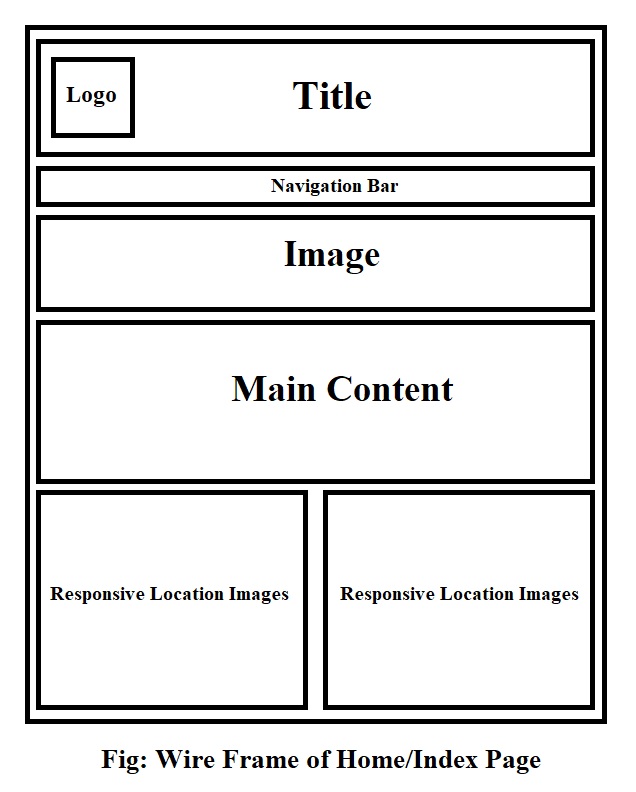 Logo
Title
Navigation Bar
Image
Main Content
Responsive Location Images
Responsive Location Images
Fig: Wire Frame of Home/Index Page